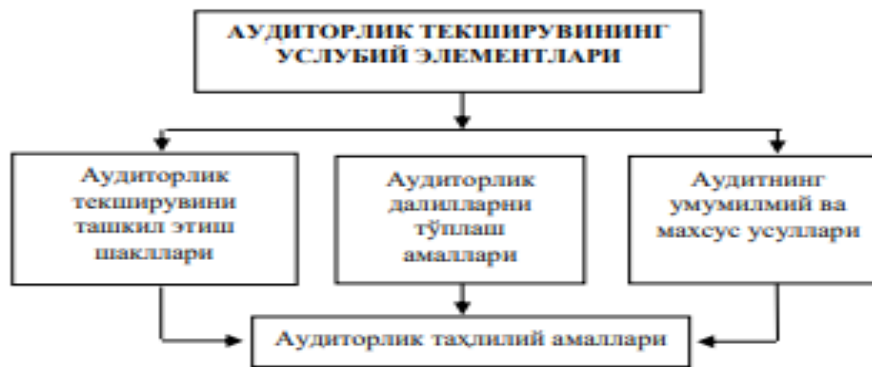 АУДИТОРЛИК ТЕКШИРУВИНИНГ
УСЛУБИЙ ЭЛЕМЕНТЛАРИ
Аудиторлик
текширувини
ташкил этиш
шакллари
Аудиторлик
далилларни
тўплаш
амаллари
Аудитнинг
умумилмий ва
махсус усуллари
Аудиторлик таҳлилий амаллари